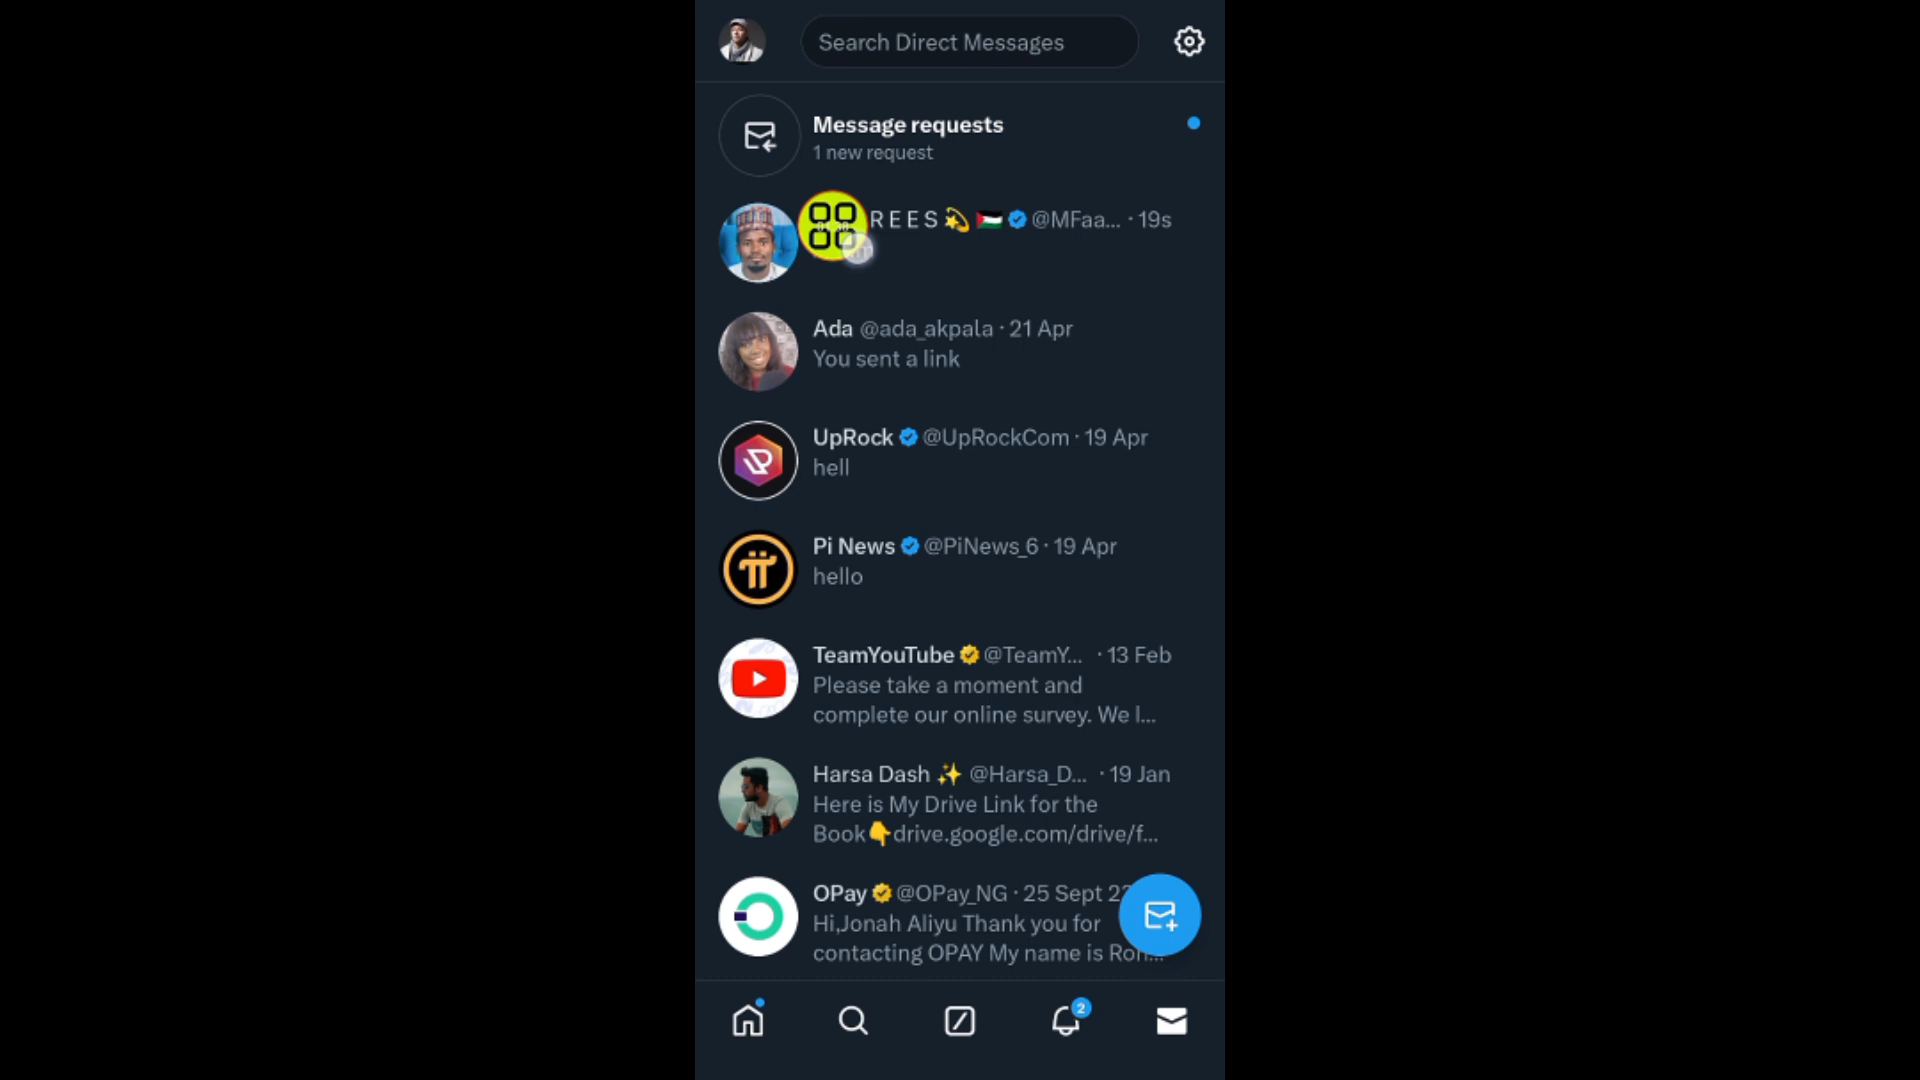 Search Direct Messages
Message requests
1 new request
R E E S 💫 🇵🇸 @MFaa... · 19s
Ada @ada_akpala · 21 Apr
You sent a link
UpRock @UpRockCom · 19 Apr
hell
Pi News @PiNews_6 · 19 Apr
hello
TeamYouTube @TeamY... · 13 Feb
Please take a moment and
complete our online survey. We l...
Harsa Dash ✨ @Harsa_D... · 19 Jan
Here is My Drive Link for the
Book👇drive.google.com/drive/f...
OPay @OPay_NG · 25 Sept
Hi,Jonah Aliyu Thank you for
contacting OPAY My name is
2